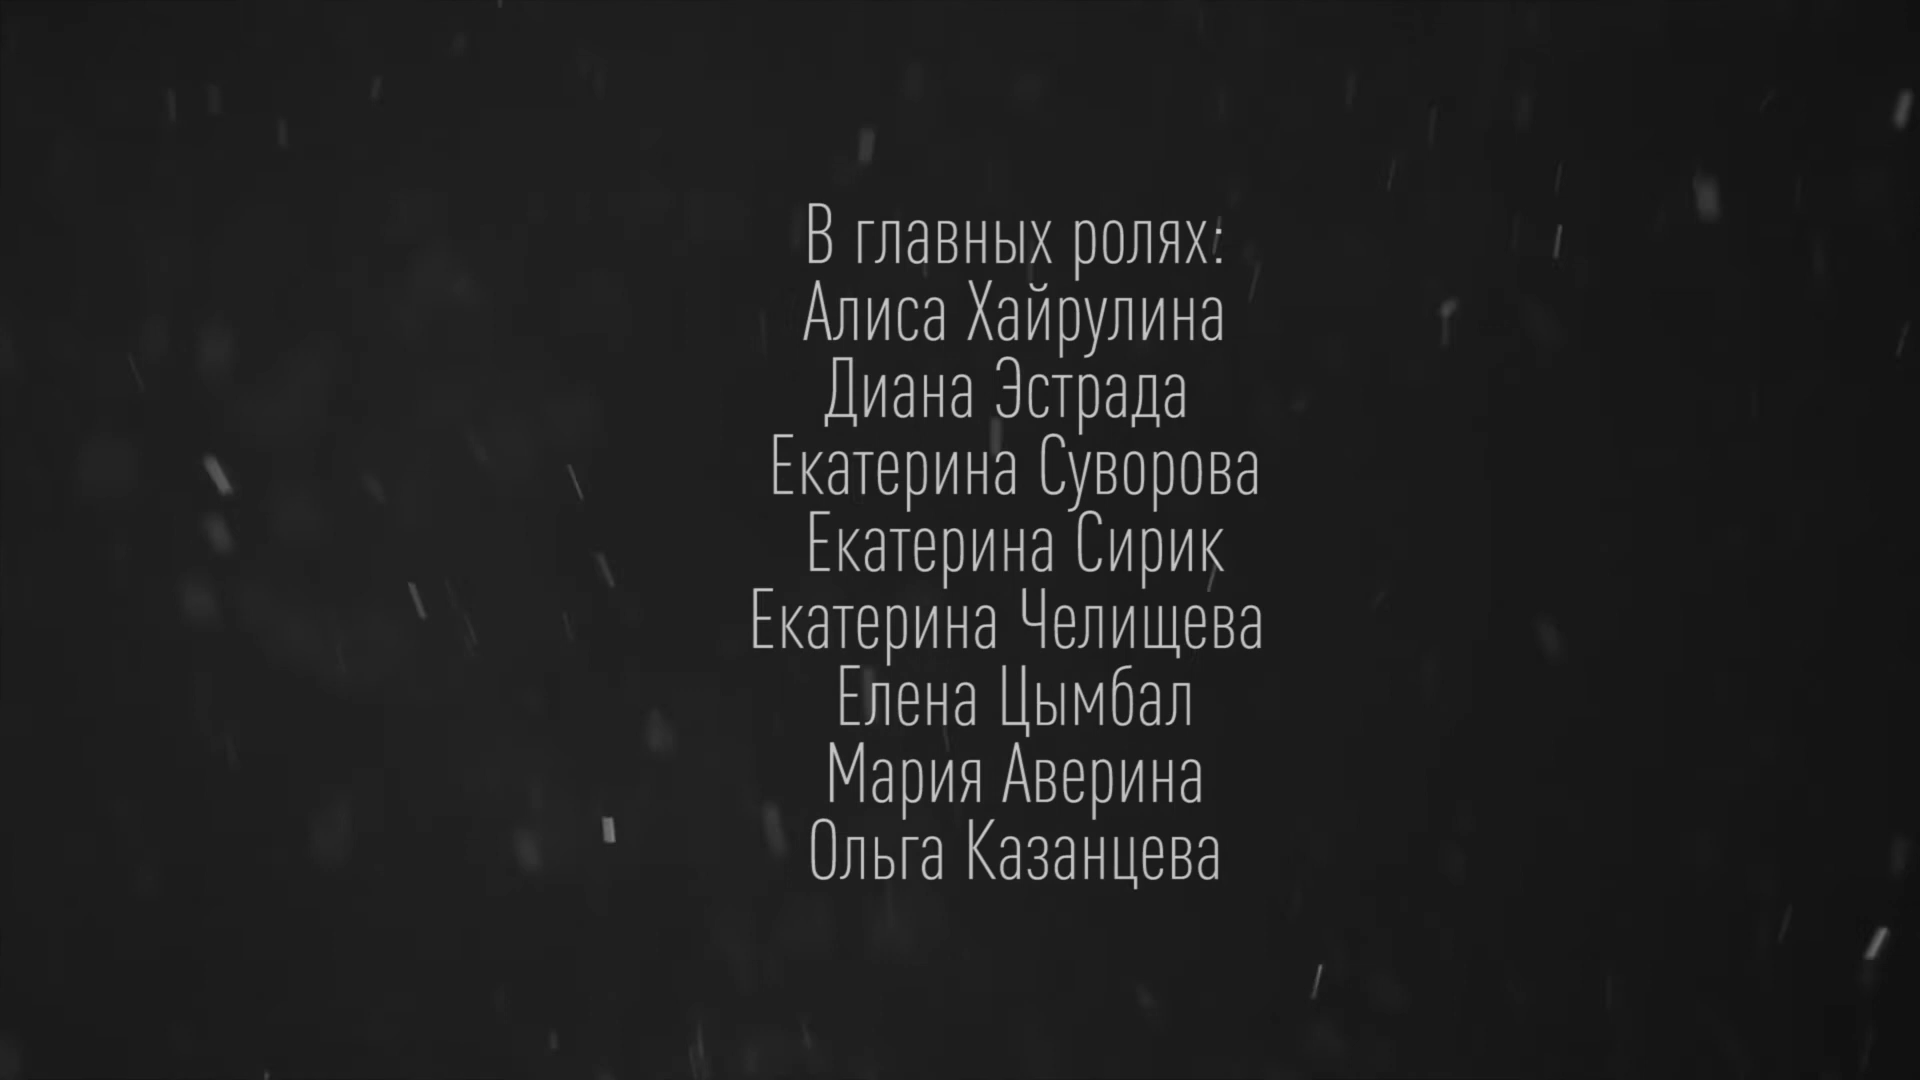 В главных ролях:
Алиса Хайрулина
Диана Эстрада
Екатерина Суворова
Екатерина Сирик
Екатерина Челищева
Елена Цымбал
Мария Аверина
Ольга Казанцева